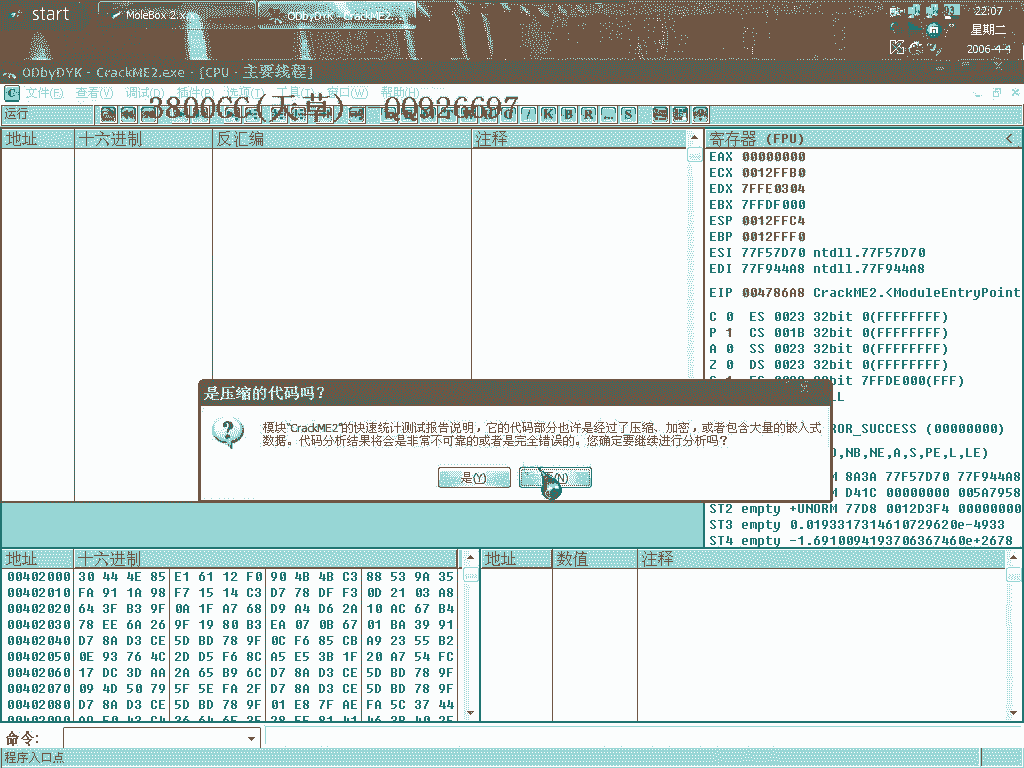 start
MoleBox 2.x.x
ODbyDYK - CrackME2...
22:07
星期二
2006-4-4
ODbyDYK - CrackME2.exe - [CPU - 主要线程]
文件(F) 查看(V) 调试(D) 插件(P) 选项(T) 工具(I) 窗口(W) 帮助(H)
3800CC(天草) QQ926697
运行
/ K B R ... S
地址 十六进制 反汇编 注释
寄存器 (FPU) <
EAX 00000000
ECX 0012FFB0
EDX 7FFE0304
EBX 7FFDF000
ESP 0012FFC4
EBP 0012FFF0
ESI 77F57D70 ntdll.77F57D70
EDI 77F944A8 ntdll.77F944A8
EIP 004786A8 CrackME2.<ModuleEntryPoint
C 0 ES 0023 32bit 0(FFFFFFFF)
P 1 CS 001B 32bit 0(FFFFFFFF)
A 0 SS 0023 32bit 0(FFFFFFFF)
Z 0 DS 0023 32bit 0(FFFFFFFF)
bit 7FFDE000(FFF)
LL
ROR_SUCCESS (00000000)
,NB,NE,A,S,PE,L,LE)
8A3A 77F57D70 77F944A8
D41C 00000000 005A7958
ST2 empty +UNORM 77D8 0012D3F4 00000000
ST3 empty 0.0193317314610729620e-4933
ST4 empty -1.6910094193706367460e+2678
是压缩的代码吗?
模块"CrackME2"的快速统计测试报告说明,它的代码部分也许是经过了压缩、加密,或者包含大量的嵌入式
数据。代码分析结果将会是非常不可靠的或者是完全错误的。您确定要继续进行分析吗?
是(Y)
(N)
地址 十六进制
00402000 30 44 4E 85 E1 61 12 F0 90 4B 4B C3 88 53 9A 35
00402010 FA 91 1A 98 F7 15 14 C3 D7 78 DF F3 0D 21 03 A8
00402020 64 3F B3 9F 0A 1F A7 68 D9 A4 D6 2A 10 AC 67 B4
00402030 78 EE 6A 26 9F 19 80 B3 EA 07 0B 67 01 BA 39 91
00402040 D7 8A D3 CE 5D BD 78 9F 0C F6 85 CB A9 23 55 B2
00402050 0E 93 76 4C 2D D5 F6 8C A5 E5 3B 1F 20 A7 54 FC
00402060 17 DC 3D AA 2A 65 B9 6C D7 8A D3 CE 5D BD 78 9F
00402070 09 4D 50 79 5F 5E FA 2F D7 8A D3 CE 5D BD 78 9F
00402080 D7 8A D3 CE 5D BD 78 9F 01 E8 7F AE FA 5C 37 44
地址 数值 注释
命令:
程序入口点